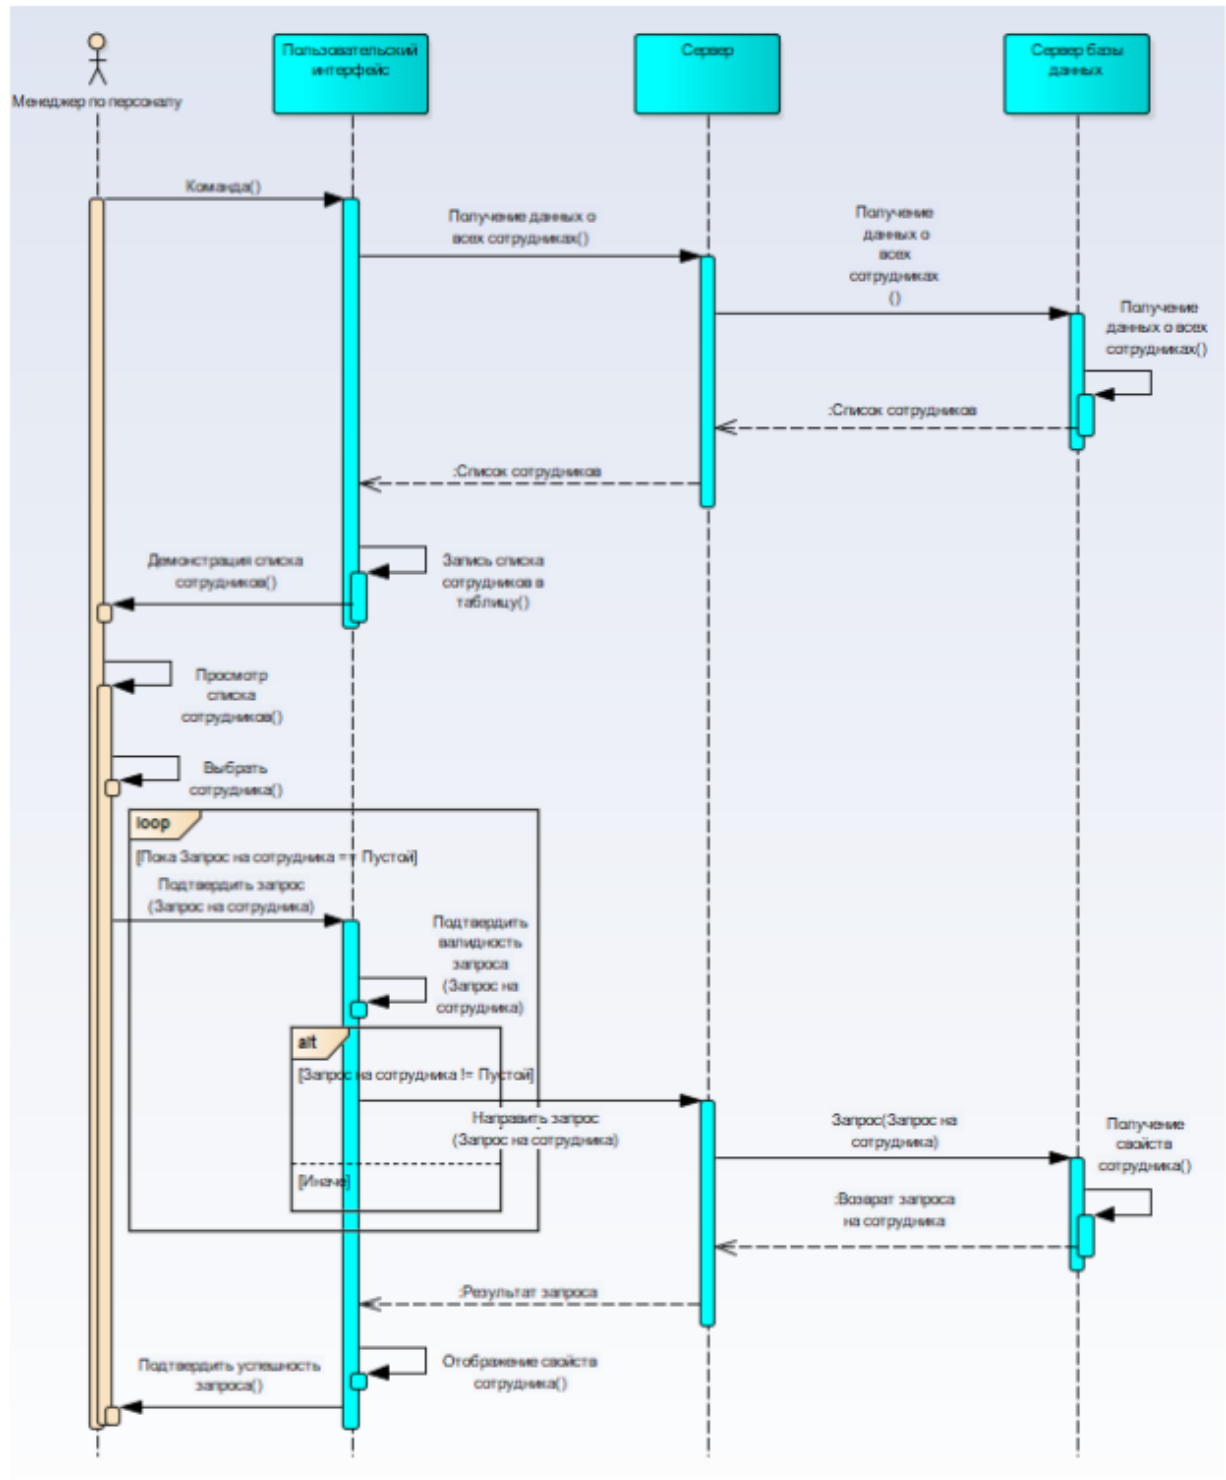 Менеджер по персоналу
Пользовательский
интерфейс
Сервер
Сервер базы
данных
Команда()
Получение данных о
всех сотрудниках()
Получение
данных о
всех
сотрудниках
()
Получение
данных о всех
сотрудниках()
:Список сотрудников
:Список сотрудников
Запись списка
сотрудников в
таблицу()
Демонстрация списка
сотрудников()
Просмотр
списка
сотрудников()
Выбрать
сотрудника()
loop
[Пока Запрос на сотрудника == Пустой]
Подтвердить запрос
(Запрос на сотрудника)
Подтвердить
валидность
запроса
(Запрос на
сотрудника)
alt
[Запрос на сотрудника != Пустой]
Направить запрос
(Запрос на сотрудника)
Запрос(Запрос на
сотрудника)
Получение
свойств
сотрудника()
[Иначе]
:Возврат запроса
на сотрудника
:Результат запроса
Отображение свойств
сотрудника()
Подтвердить успешность
запроса()